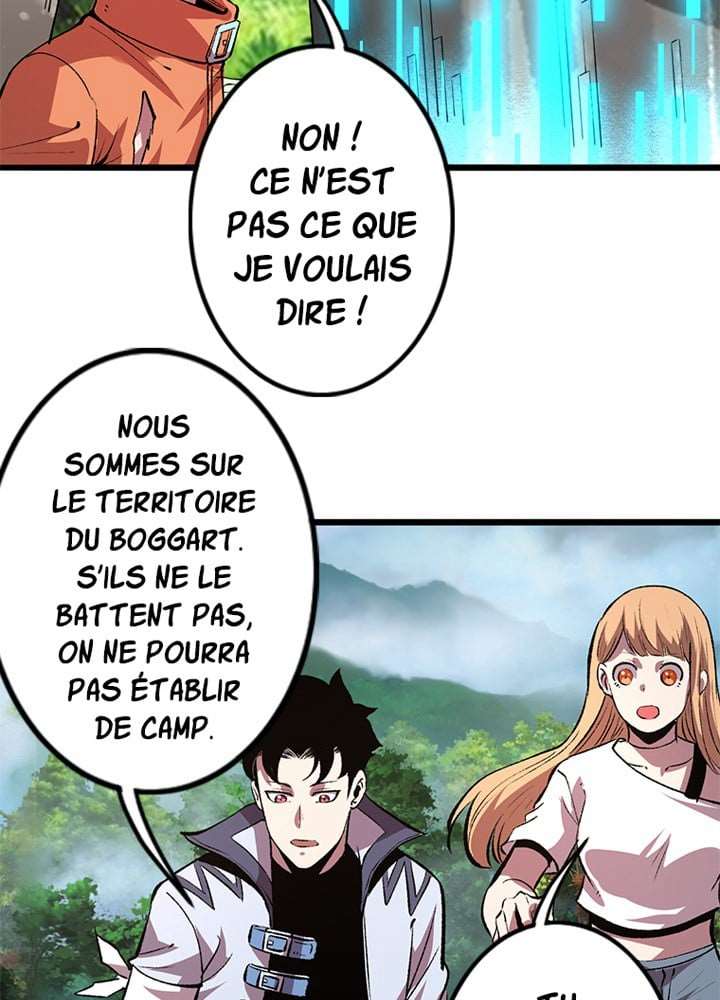 NON !
CE N'EST
PAS CE QUE
JE VOULAIS
DIRE !
NOUS
SOMMES SUR
LE TERRITOIRE
DU BOGGART.
S'ILS NE LE
BATTENT PAS,
ON NE POURRA
PAS ÉTABLIR
DE CAMP.